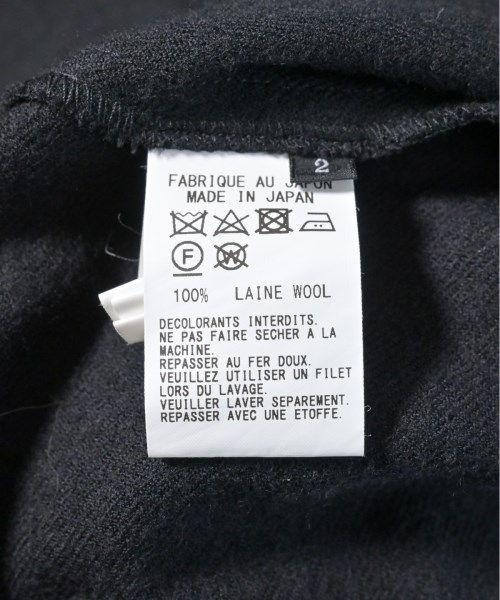 2
FABRIQUE AU JAPON
MADE IN JAPAN
F W
100% LAINE WOOL
DECOLORANTS INTERDITS.
NE PAS FAIRE SECHER A LA
MACHINE.
REPASSER AU FER DOUX.
VEUILLEZ UTILISER UN FILET
LORS DU LAVAGE.
VEUILLER LAVER SEPAREMENT.
REPASSER AVEC UNE ETOFFE.